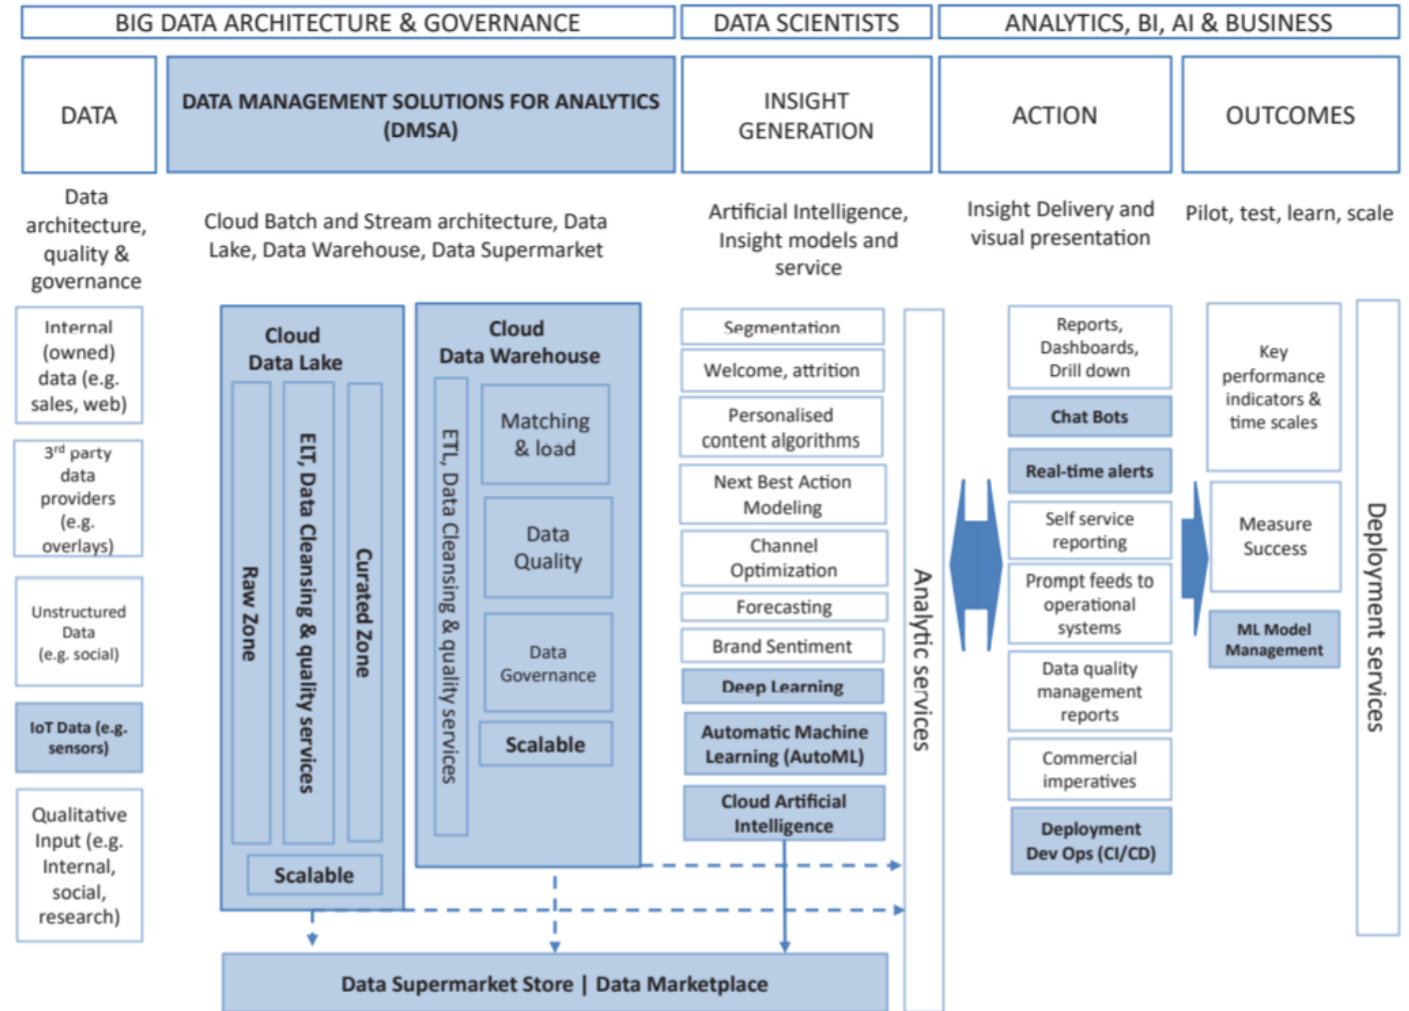 BIG DATA ARCHITECTURE & GOVERNANCE
DATA SCIENTISTS
ANALYTICS, BI, AI & BUSINESS
DATA
DATA MANAGEMENT SOLUTIONS FOR ANALYTICS
(DMSA)
INSIGHT
GENERATION
ACTION
OUTCOMES
Data
architecture,
quality &
governance
Cloud Batch and Stream architecture, Data
Lake, Data Warehouse, Data Supermarket
Artificial Intelligence,
Insight models and
service
Insight Delivery and
visual presentation
Pilot, test, learn, scale
Internal
(owned)
data (e.g.
sales, web)
3rd party
data
providers
(e.g.
overlays)
Unstructured
Data
(e.g. social)
IoT Data (e.g.
sensors)
Qualitative
Input (e.g.
Internal,
social,
research)
Cloud
Data Lake
Raw Zone
ELT, Data Cleansing & quality services
Curated Zone
Scalable
Cloud
Data Warehouse
ETL, Data Cleansing & quality services
Matching
& load
Data
Quality
Data
Governance
Scalable
Segmentation
Welcome, attrition
Personalised
content algorithms
Next Best Action
Modeling
Channel
Optimization
Forecasting
Brand Sentiment
Deep Learning
Automatic Machine
Learning (AutoML)
Cloud Artificial
Intelligence
Analytic services
Reports,
Dashboards,
Drill down
Chat Bots
Real-time alerts
Self service
reporting
Prompt feeds to
operational
systems
Data quality
management
reports
Commercial
imperatives
Deployment
Dev Ops (CI/CD)
Key
performance
indicators &
time scales
Measure
Success
ML Model
Management
Deployment services
Data Supermarket Store | Data Marketplace